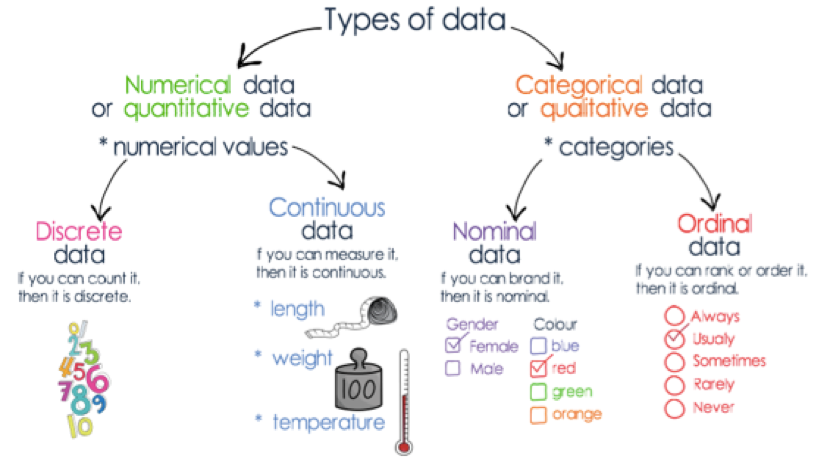 Types of data
Numerical data
or quantitative data
* numerical values
Discrete
data
If you can count it,
then it is discrete.
0 1
2 3
4 5 6
7 8 9
10
Continuous
data
f you can measure it,
then it is continuous.
* length
* weight
100
* temperature
Categorical data
or qualitative data
* categories
Nominal
data
f you can brand it,
then it is nominal.
Gender
Female
Male
Colour
blue
red
green
orange
Ordinal
data
If you can rank or order it,
then it is ordinal.
Always
Usually
Sometimes
Rarely
Never